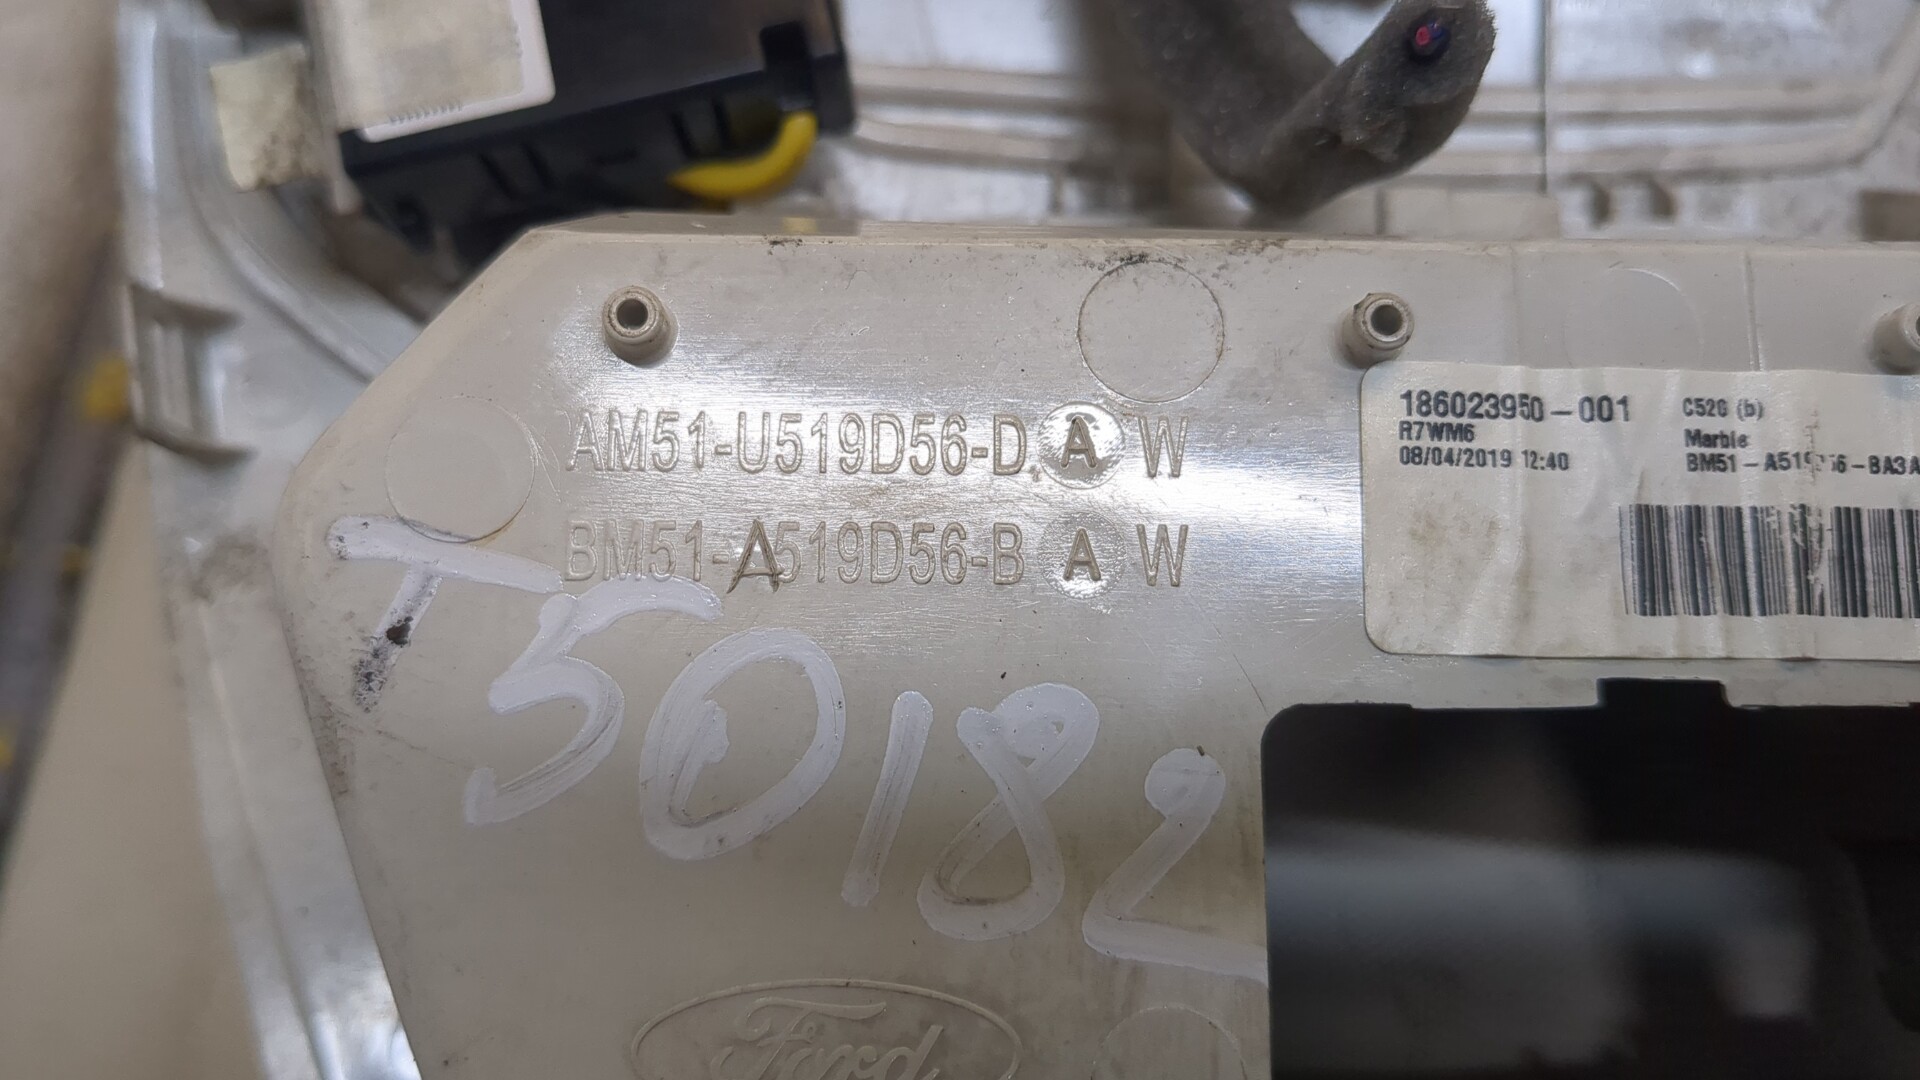 AM51-U519D56-D A W
BM51-A519D56-B A W
186023950-001
R7WM6
08/04/2019 12:40
C520 (b)
Marble
T50182
Ford